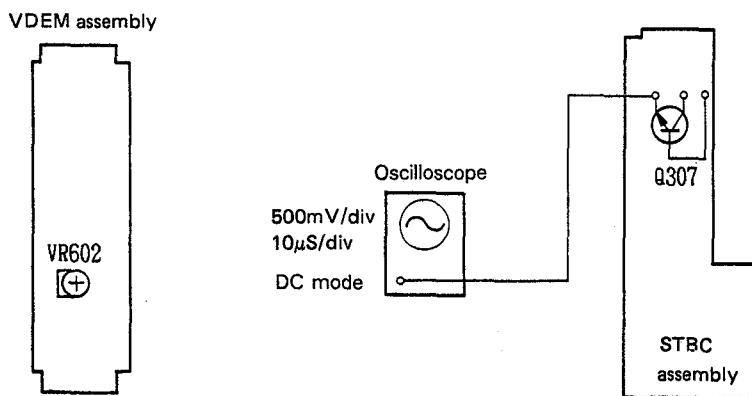 VDEM assembly
VR602
Oscilloscope
500mV/div
10µS/div
DC mode
Q307
STBC
assembly